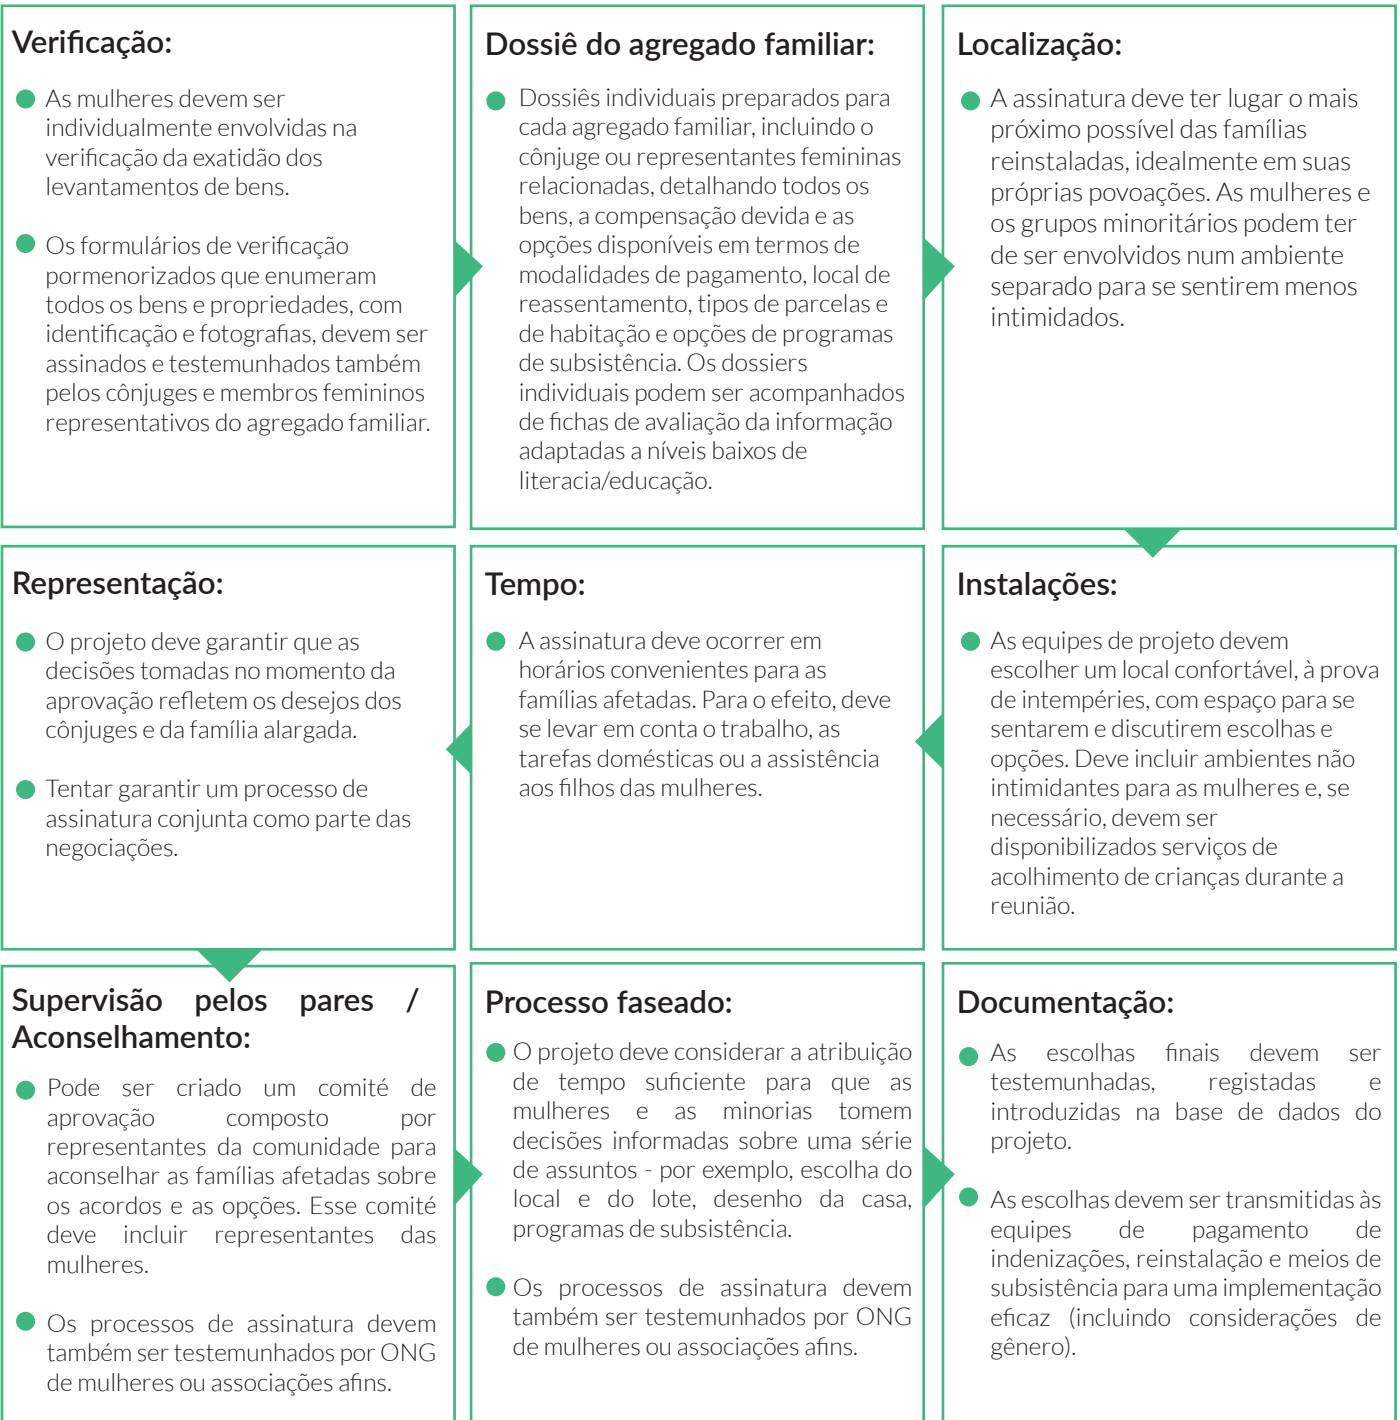 Verificação:
As mulheres devem ser
individualmente envolvidas na
verificação da exatidão dos
levantamentos de bens.
Os formulários de verificação
pormenorizados que enumeram
todos os bens e propriedades, com
identificação e fotografias, devem ser
assinados e testemunhados também
pelos cônjuges e membros femininos
representativos do agregado familiar.
Dossiê do agregado familiar:
Dossiês individuais preparados para
cada agregado familiar, incluindo o
cônjuge ou representantes femininas
relacionadas, detalhando todos os
bens, a compensação devida e as
opções disponíveis em termos de
modalidades de pagamento, local de
reassentamento, tipos de parcelas e
de habitação e opções de programas
de subsistência. Os dossiers
individuais podem ser acompanhados
de fichas de avaliação da informação
adaptadas a níveis baixos de
literacia/educação.
Localização:
A assinatura deve ter lugar o mais
próximo possível das famílias
reinstaladas, idealmente em suas
próprias povoações. As mulheres e
os grupos minoritários podem ter
de ser envolvidos num ambiente
separado para se sentirem menos
intimidados.
Instalações:
As equipes de projeto devem
escolher um local confortável, à prova
de intempéries, com espaço para se
sentarem e discutirem escolhas e
opções. Deve incluir ambientes não
intimidantes para as mulheres e, se
necessário, devem ser
disponibilizados serviços de
acolhimento de crianças durante a
reunião.
Tempo:
A assinatura deve ocorrer em
horários convenientes para as
famílias afetadas. Para o efeito, deve
se levar em conta o trabalho, as
tarefas domésticas ou a assistência
aos filhos das mulheres.
Representação:
O projeto deve garantir que as
decisões tomadas no momento da
aprovação refletem os desejos dos
cônjuges e da família alargada.
Tentar garantir um processo de
assinatura conjunta como parte das
negociações.
Supervisão pelos pares /
Aconselhamento:
Pode ser criado um comité de
aprovação composto por
representantes da comunidade para
aconselhar as famílias afetadas sobre
os acordos e as opções. Esse comité
deve incluir representantes das
mulheres.
Os processos de assinatura devem
também ser testemunhados por ONG
de mulheres ou associações afins.
Processo faseado:
O projeto deve considerar a atribuição
de tempo suficiente para que as
mulheres e as minorias tomem
decisões informadas sobre uma série
de assuntos - por exemplo, escolha do
local e do lote, desenho da casa,
programas de subsistência.
Os processos de assinatura devem
também ser testemunhados por ONG
de mulheres ou associações afins.
Documentação:
As escolhas finais devem ser
testemunhadas, registadas e
introduzidas na base de dados do
projeto.
As escolhas devem ser transmitidas às
equipes de pagamento de
indenizações, reinstalação e meios de
subsistência para uma implementação
eficaz (incluindo considerações de
gênero).